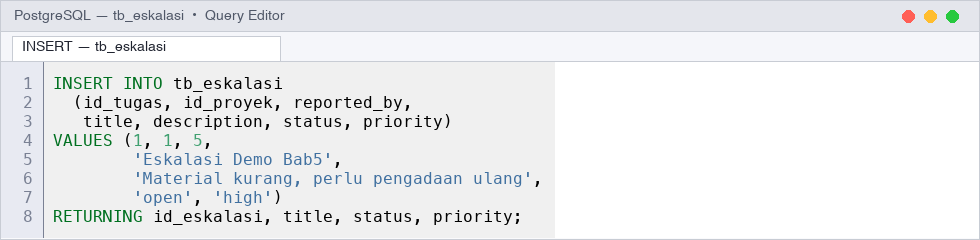 PostgreSQL — tb_eskalasi • Query Editor
INSERT — tb_eskalasi
1 INSERT INTO tb_eskalasi
2   (id_tugas, id_proyek, reported_by,
3    title, description, status, priority)
4 VALUES (1, 1, 5,
5         'Eskalasi Demo Bab5',
6         'Material kurang, perlu pengadaan ulang',
7         'open', 'high')
8 RETURNING id_eskalasi, title, status, priority;